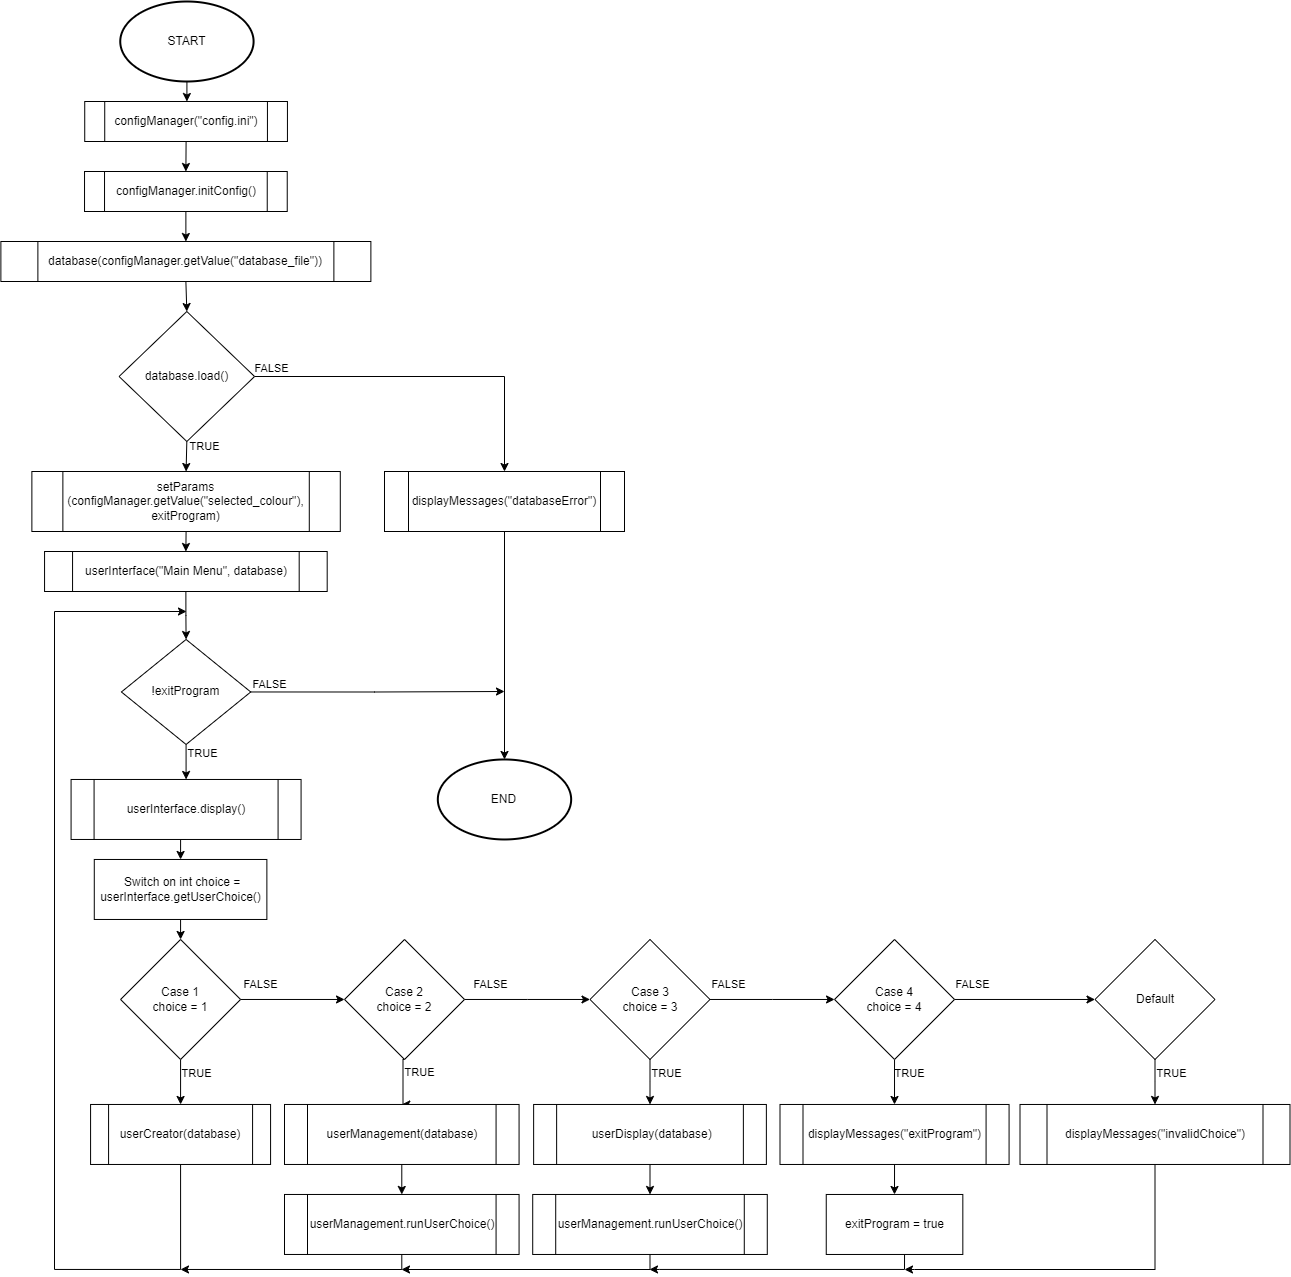 START
configManager("config.ini")
configManager.initConfig()
database(configManager.getValue("database_file"))
database.load()
FALSE
TRUE
setParams
(configManager.getValue("selected_colour"),
exitProgram)
displayMessages("databaseError")
userInterface("Main Menu", database)
!exitProgram
FALSE
TRUE
userInterface.display()
END
Switch on int choice =
userInterface.getUserChoice()
Case 1
choice = 1
FALSE
Case 2
choice = 2
FALSE
Case 3
choice = 3
FALSE
Case 4
choice = 4
FALSE
Default
TRUE
TRUE
TRUE
TRUE
TRUE
userCreator(database)
userManagement(database)
userDisplay(database)
displayMessages("exitProgram")
displayMessages("invalidChoice")
userManagement.runUserChoice()
userManagement.runUserChoice()
exitProgram = true